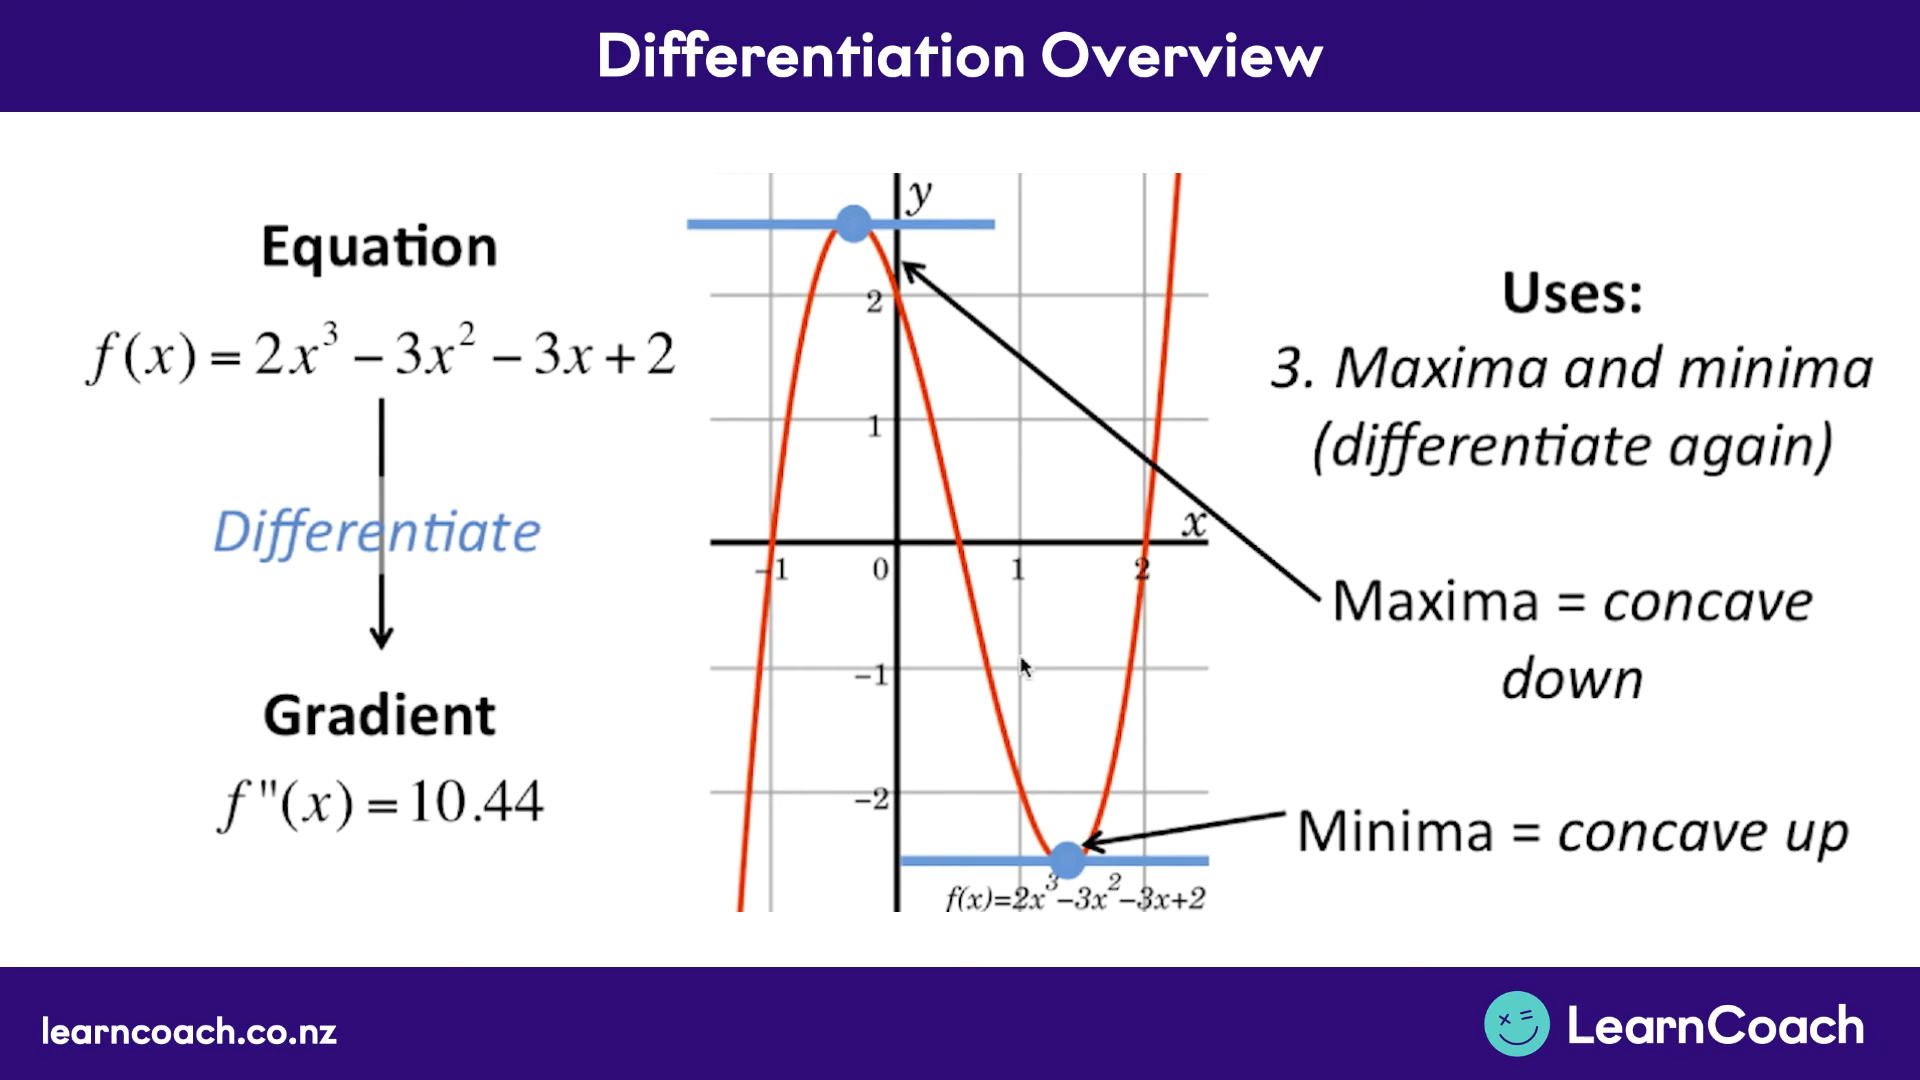 Differentiation Overview
Equation
f(x) = 2x³ – 3x² – 3x + 2
Differentiate
Gradient
f "(x) = 10.44
y
2
1
x
–1
0
1
2
–1
–2
f(x)=2x³–3x²–3x+2
Uses:
3. Maxima and minima
(differentiate again)
Maxima = concave
down
Minima = concave up
learncoach.co.nz
LearnCoach